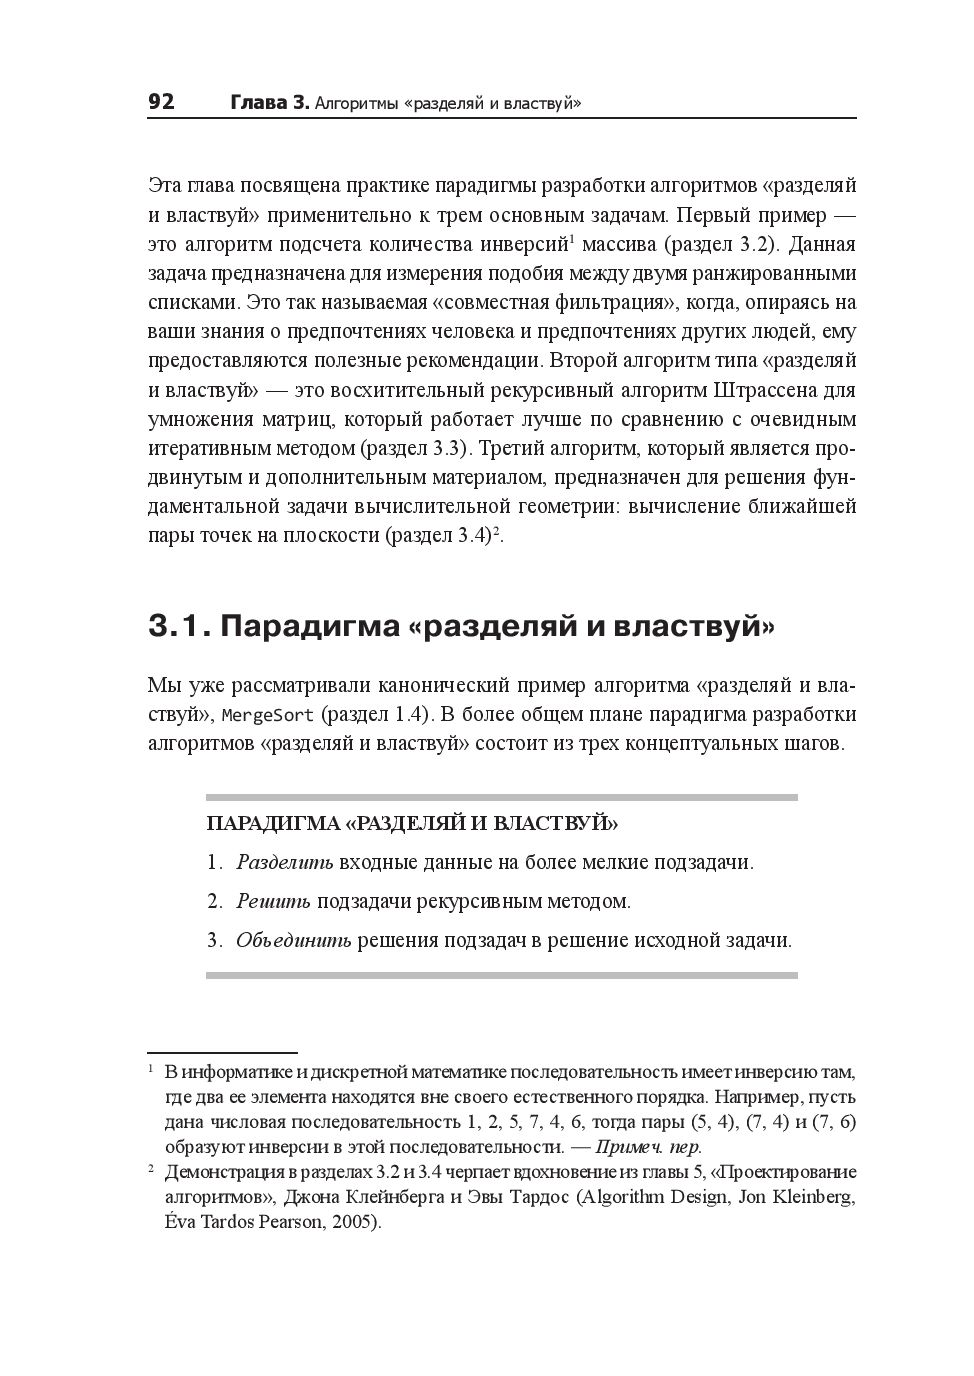 92 Глава 3. Алгоритмы «разделяй и властвуй»
Эта глава посвящена практике парадигмы разработки алгоритмов «разделяй
и властвуй» применительно к трем основным задачам. Первый пример —
это алгоритм подсчета количества инверсий¹ массива (раздел 3.2). Данная
задача предназначена для измерения подобия между двумя ранжированными
списками. Это так называемая «совместная фильтрация», когда, опираясь на
ваши знания о предпочтениях человека и предпочтениях других людей, ему
предоставляются полезные рекомендации. Второй алгоритм типа «разделяй
и властвуй» — это восхитительный рекурсивный алгоритм Штрассена для
умножения матриц, который работает лучше по сравнению с очевидным
итеративным методом (раздел 3.3). Третий алгоритм, который является про-
двинутым и дополнительным материалом, предназначен для решения фун-
даментальной задачи вычислительной геометрии: вычисление ближайшей
пары точек на плоскости (раздел 3.4)².
3.1. Парадигма «разделяй и властвуй»
Мы уже рассматривали канонический пример алгоритма «разделяй и вла-
ствуй», MergeSort (раздел 1.4). В более общем плане парадигма разработки
алгоритмов «разделяй и властвуй» состоит из трех концептуальных шагов.
ПАРАДИГМА «РАЗДЕЛЯЙ И ВЛАСТВУЙ»
1. Разделить входные данные на более мелкие подзадачи.
2. Решить подзадачи рекурсивным методом.
3. Объединить решения подзадач в решение исходной задачи.
¹ В информатике и дискретной математике последовательность имеет инверсию там,
где два ее элемента находятся вне своего естественного порядка. Например, пусть
дана числовая последовательность 1, 2, 5, 7, 4, 6, тогда пары (5, 4), (7, 4) и (7, 6)
образуют инверсии в этой последовательности. — Примеч. пер.
² Демонстрация в разделах 3.2 и 3.4 черпает вдохновение из главы 5, «Проектирование
алгоритмов», Джона Клейнберга и Эвы Тардос (Algorithm Design, Jon Kleinberg,
Éva Tardos Pearson, 2005).